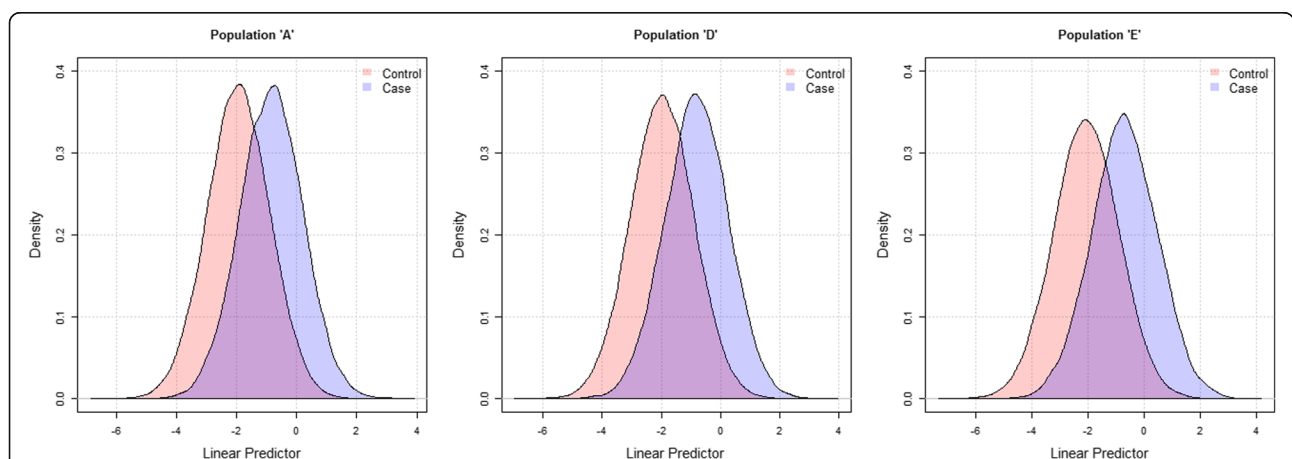 Population 'A'
Control
Case
0.4
0.3
0.2
0.1
0.0
Density
-6
-4
-2
0
2
4
Linear Predictor
Population 'D'
Control
Case
0.4
0.3
0.2
0.1
0.0
Density
-6
-4
-2
0
2
4
Linear Predictor
Population 'E'
Control
Case
0.4
0.3
0.2
0.1
0.0
Density
-6
-4
-2
0
2
4
Linear Predictor